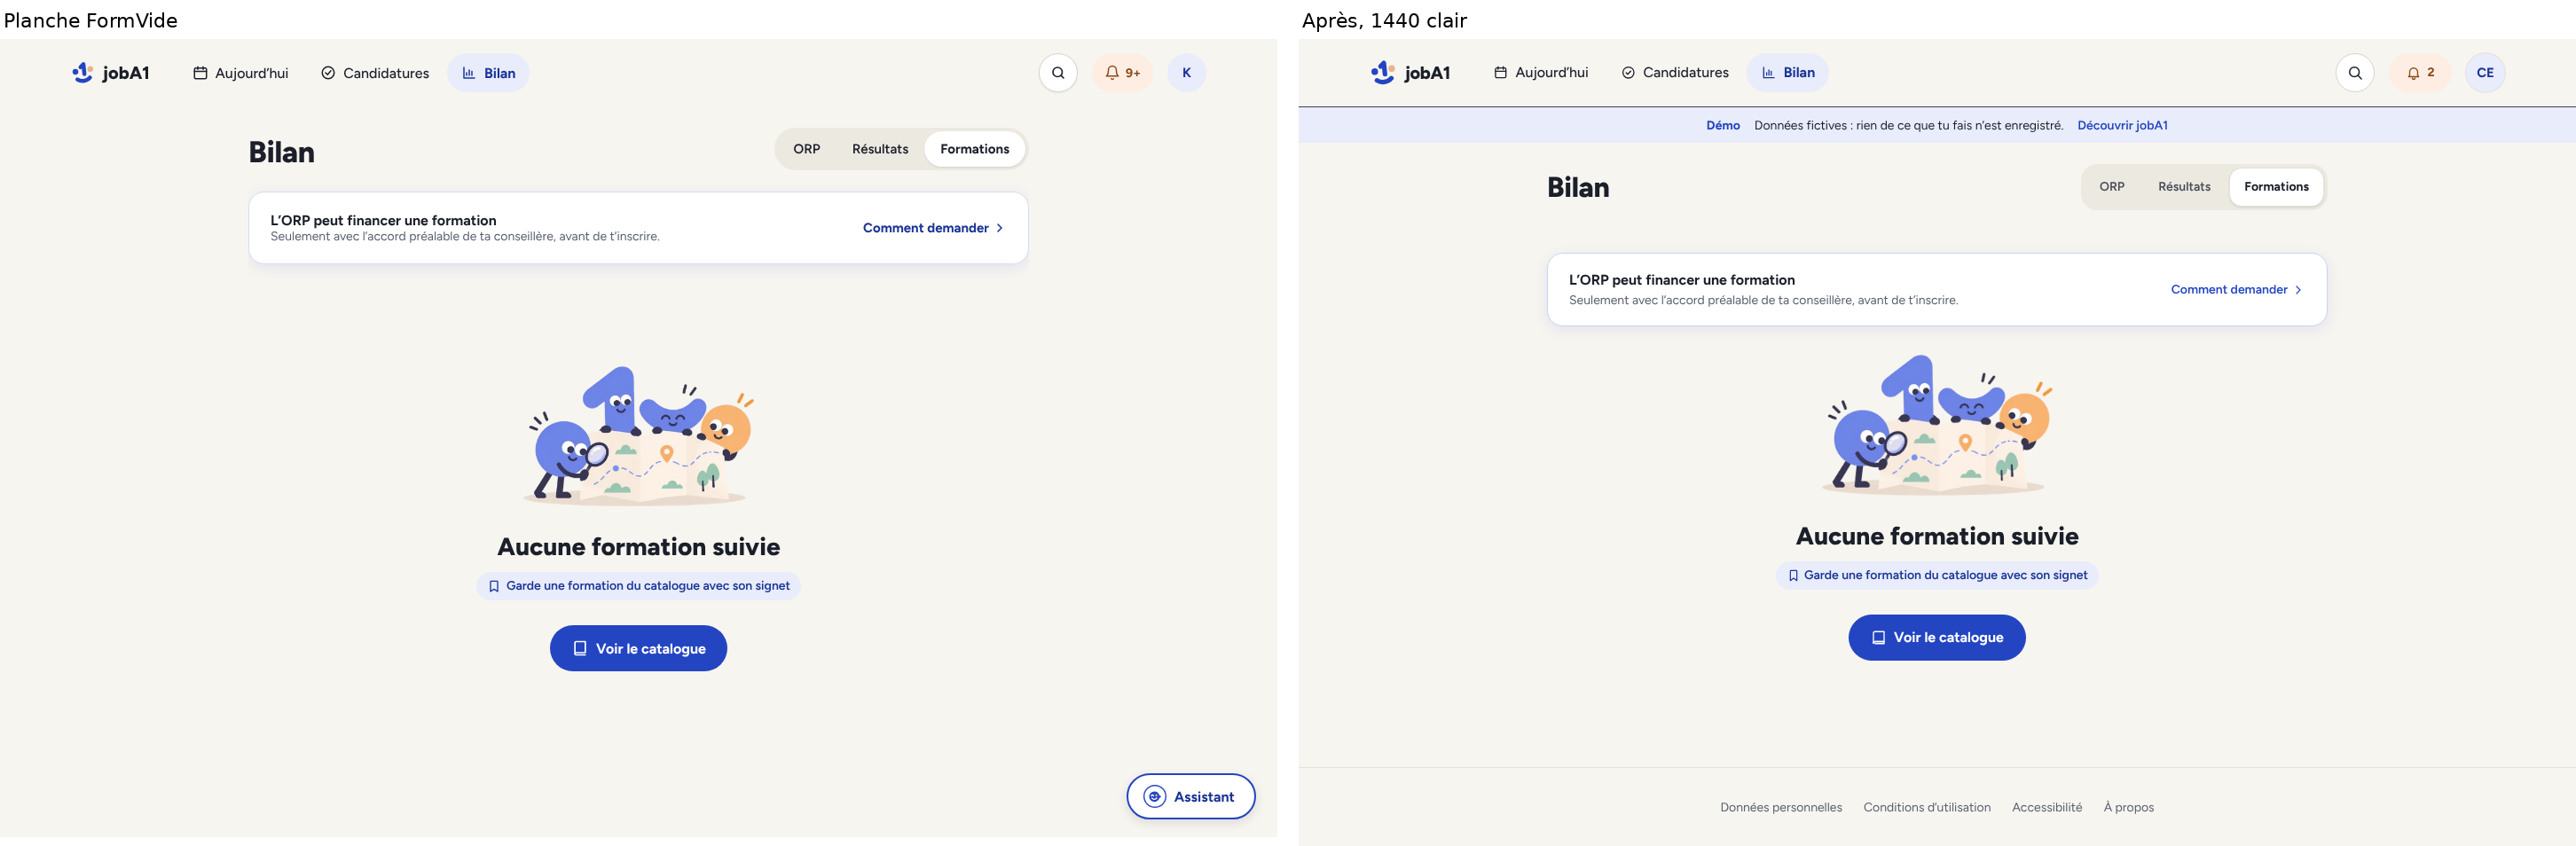 Planche FormVide
jobA1
Aujourd’hui
Candidatures
Bilan
9+
K
Bilan
ORP
Résultats
Formations
L’ORP peut financer une formation
Seulement avec l’accord préalable de ta conseillère, avant de t’inscrire.
Comment demander
Aucune formation suivie
Garde une formation du catalogue avec son signet
Voir le catalogue
Assistant
Après, 1440 clair
jobA1
Aujourd’hui
Candidatures
Bilan
2
CE
Démo Données fictives : rien de ce que tu fais n’est enregistré. Découvrir jobA1
Bilan
ORP
Résultats
Formations
L’ORP peut financer une formation
Seulement avec l’accord préalable de ta conseillère, avant de t’inscrire.
Comment demander
Aucune formation suivie
Garde une formation du catalogue avec son signet
Voir le catalogue
Données personnelles Conditions d’utilisation Accessibilité À propos